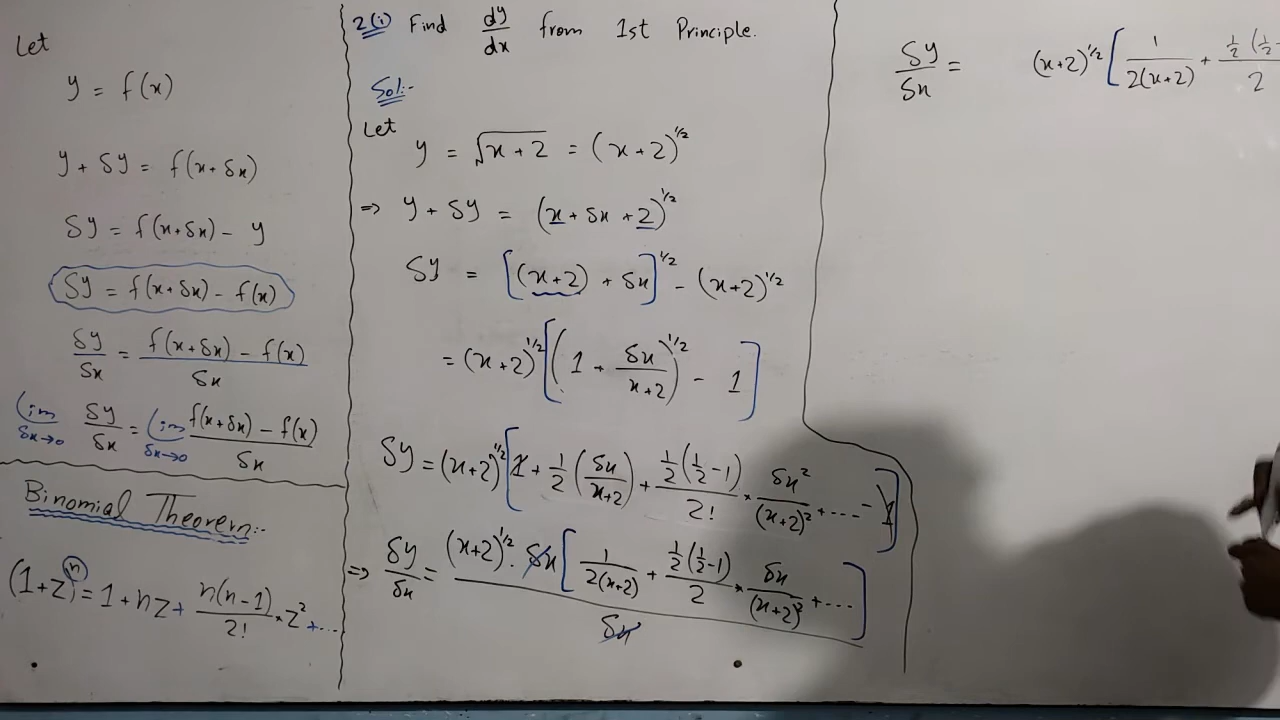 Let
y = f(x)
y + δy = f(x+δx)
δy = f(x+δx) - y
δy = f(x+δx) - f(x)
δy/δx = f(x+δx) - f(x)/δx
lim δx→0 δy/δx = lim δx→0 f(x+δx) - f(x)/δx
Binomial Theorem:-
(1+z)^n = 1 + nz + n(n-1)/2! × z² + ...
2(i) Find dy/dx from 1st Principle.
Sol:-
Let
y = √x+2 = (x+2)^1/2
⇒ y + δy = (x + δx + 2)^1/2
δy = [(x+2) + δx]^1/2 - (x+2)^1/2
= (x+2)^1/2 [(1 + δx/x+2)^1/2 - 1]
δy = (x+2)^1/2 [1 + 1/2 (δx/x+2) + 1/2(1/2-1)/2! × δx²/(x+2)² + ... - 1]
⇒ δy/δx = (x+2)^1/2 . δx [1/2(x+2) + 1/2(1/2-1)/2 × δx/(x+2)² + ...]/δx
δy/δx = (x+2)^1/2 [1/2(x+2) + 1/2(1/2/2